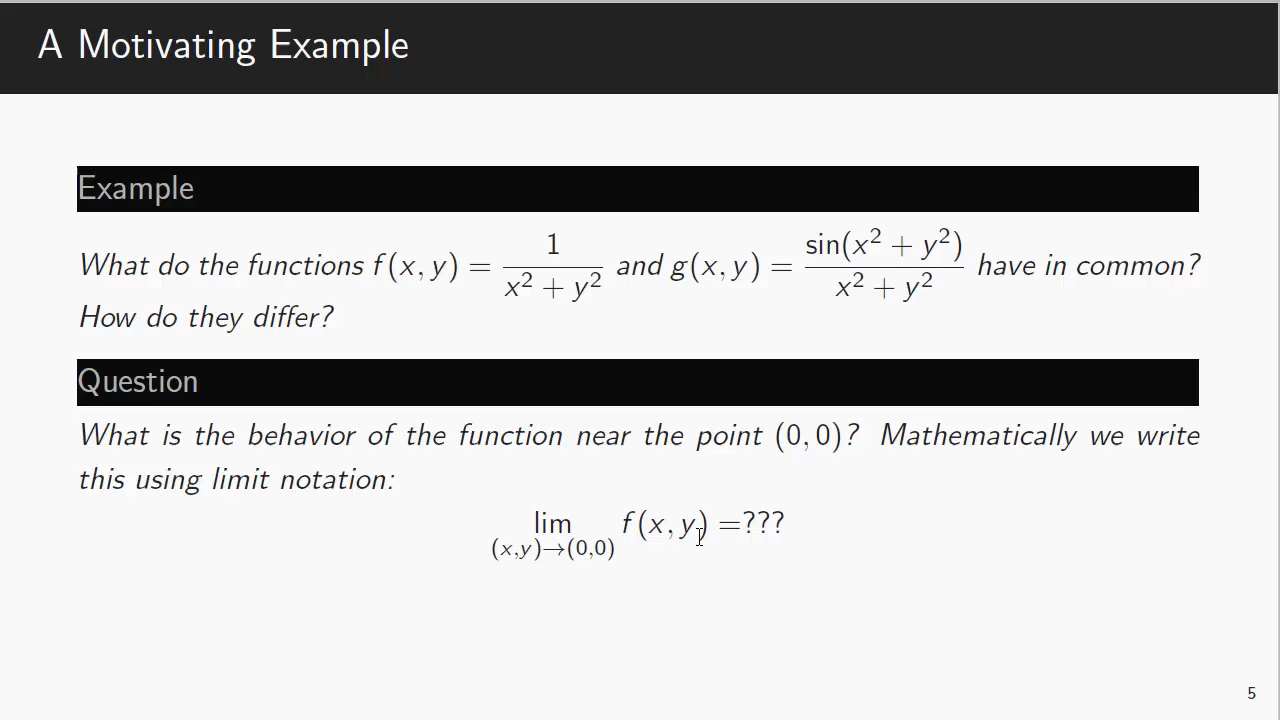 A Motivating Example
Example
What do the functions f(x, y) = 1/(x² + y²) and g(x, y) = sin(x² + y²)/(x² + y²) have in common?
How do they differ?
Question
What is the behavior of the function near the point (0, 0)? Mathematically we write
this using limit notation:
lim f(x, y) =???
(x,y)→(0,0)
5